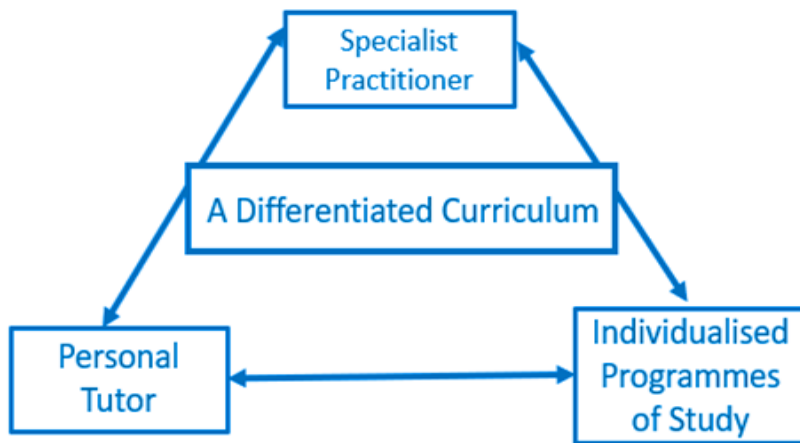 Specialist
Practitioner
A Differentiated Curriculum
Personal
Tutor
Individualised
Programmes
of Study